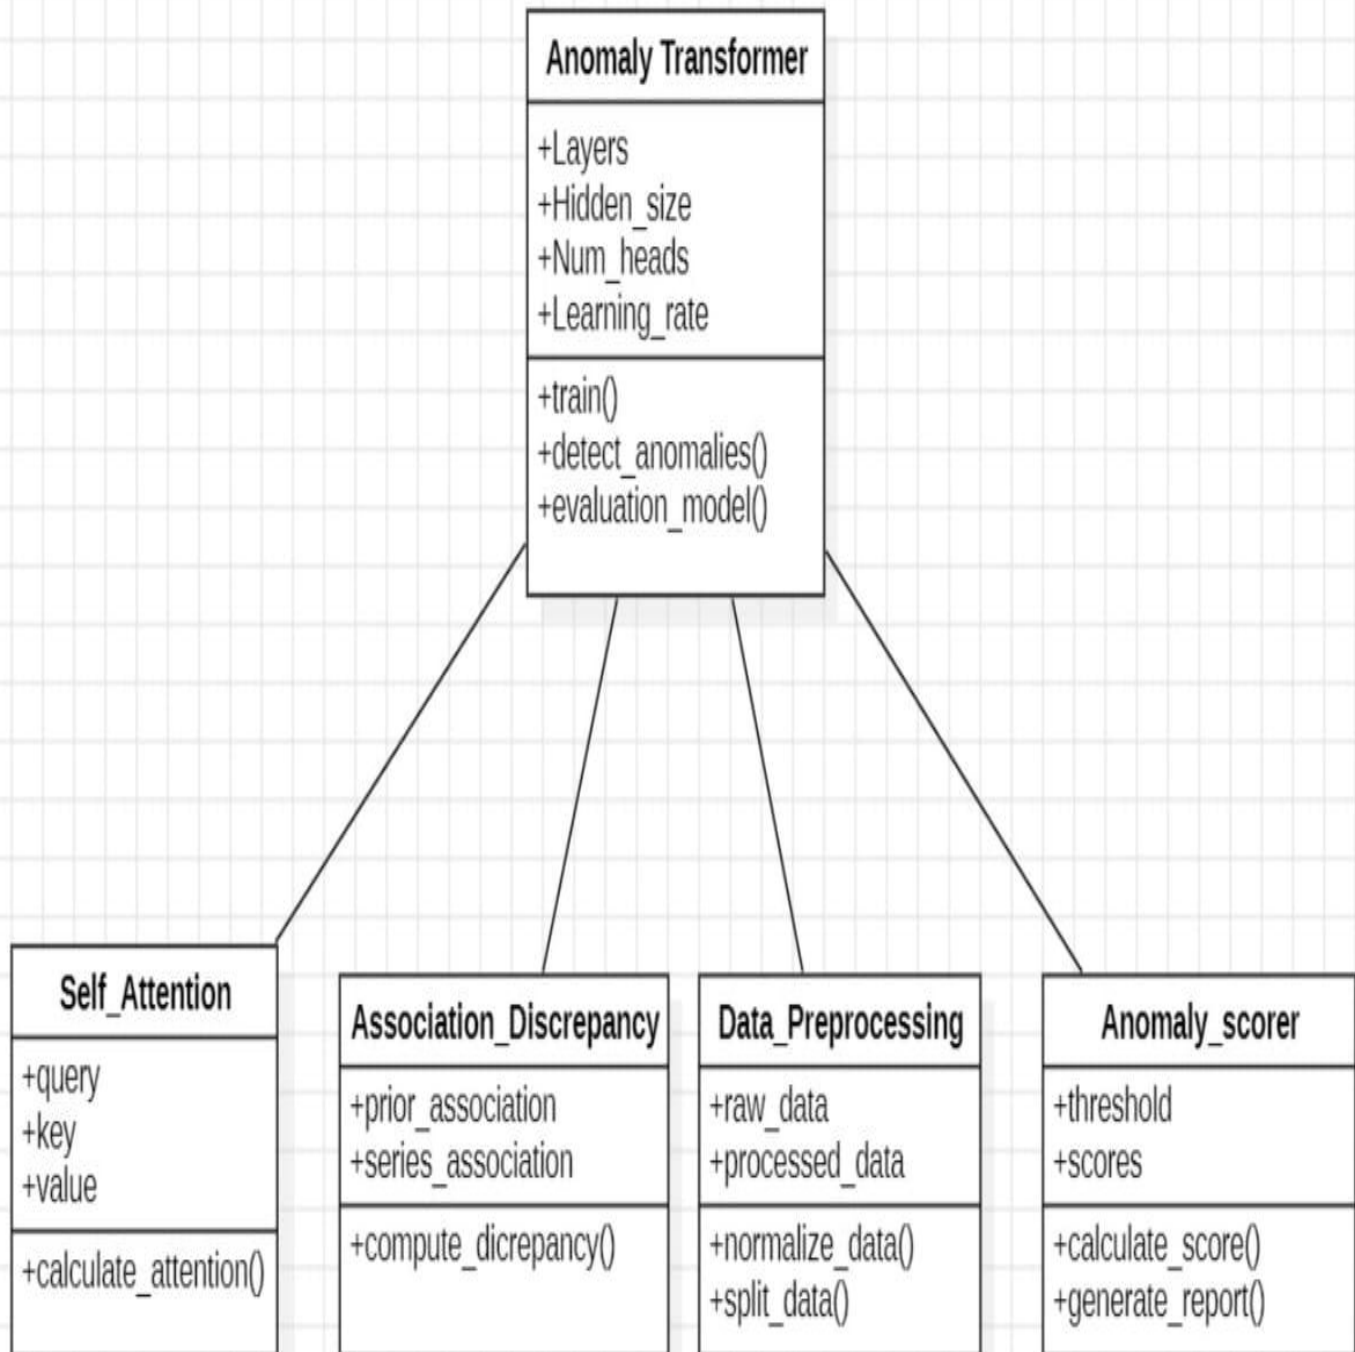 Anomaly Transformer
+Layers
+Hidden_size
+Num_heads
+Learning_rate
+train()
+detect_anomalies()
+evaluation_model()
Self_Attention
+query
+key
+value
+calculate_attention()
Association_Discrepancy
+prior_association
+series_association
+compute_dicrepancy()
Data_Preprocessing
+raw_data
+processed_data
+normalize_data()
+split_data()
Anomaly_scorer
+threshold
+scores
+calculate_score()
+generate_report()